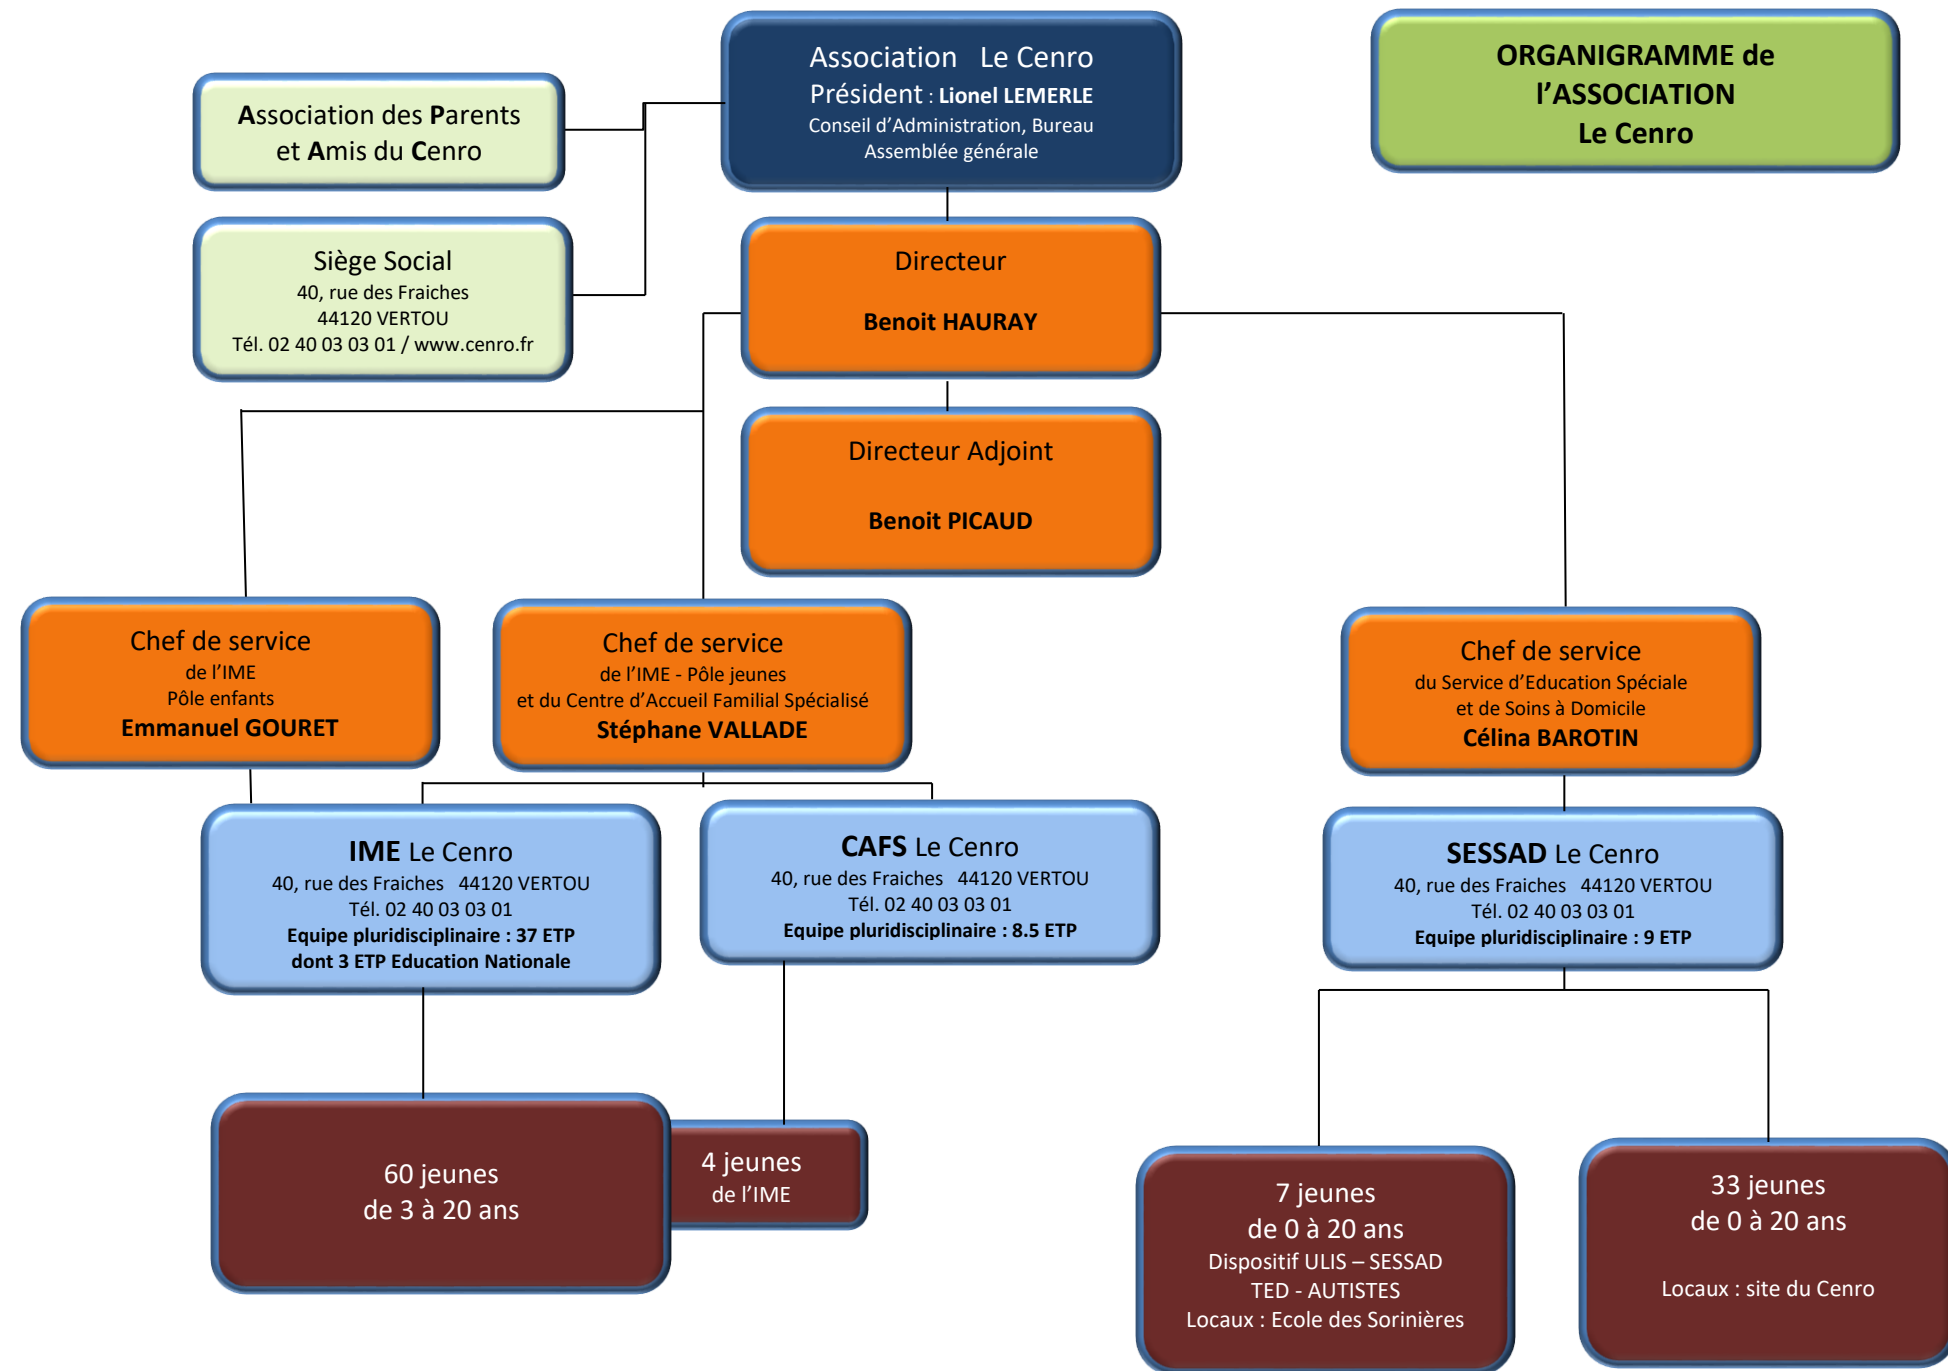 Association Le Cenro
Président : Lionel LEMERLE
Conseil d’Administration, Bureau
Assemblée générale
ORGANIGRAMME de
l’ASSOCIATION
Le Cenro
Association des Parents
et Amis du Cenro
Siège Social
40, rue des Fraiches
44120 VERTOU
Tél. 02 40 03 03 01 / www.cenro.fr
Directeur
Benoit HAURAY
Directeur Adjoint
Benoit PICAUD
Chef de service
de l’IME
Pôle enfants
Emmanuel GOURET
Chef de service
de l’IME - Pôle jeunes
et du Centre d’Accueil Familial Spécialisé
Stéphane VALLADE
Chef de service
du Service d’Education Spéciale
et de Soins à Domicile
Célina BAROTIN
IME Le Cenro
40, rue des Fraiches 44120 VERTOU
Tél. 02 40 03 03 01
Equipe pluridisciplinaire : 37 ETP
dont 3 ETP Education Nationale
CAFS Le Cenro
40, rue des Fraiches 44120 VERTOU
Tél. 02 40 03 03 01
Equipe pluridisciplinaire : 8.5 ETP
SESSAD Le Cenro
40, rue des Fraiches 44120 VERTOU
Tél. 02 40 03 03 01
Equipe pluridisciplinaire : 9 ETP
60 jeunes
de 3 à 20 ans
4 jeunes
de l’IME
7 jeunes
de 0 à 20 ans
Dispositif ULIS – SESSAD
TED - AUTISTES
Locaux : Ecole des Sorinières
33 jeunes
de 0 à 20 ans
Locaux : site du Cenro